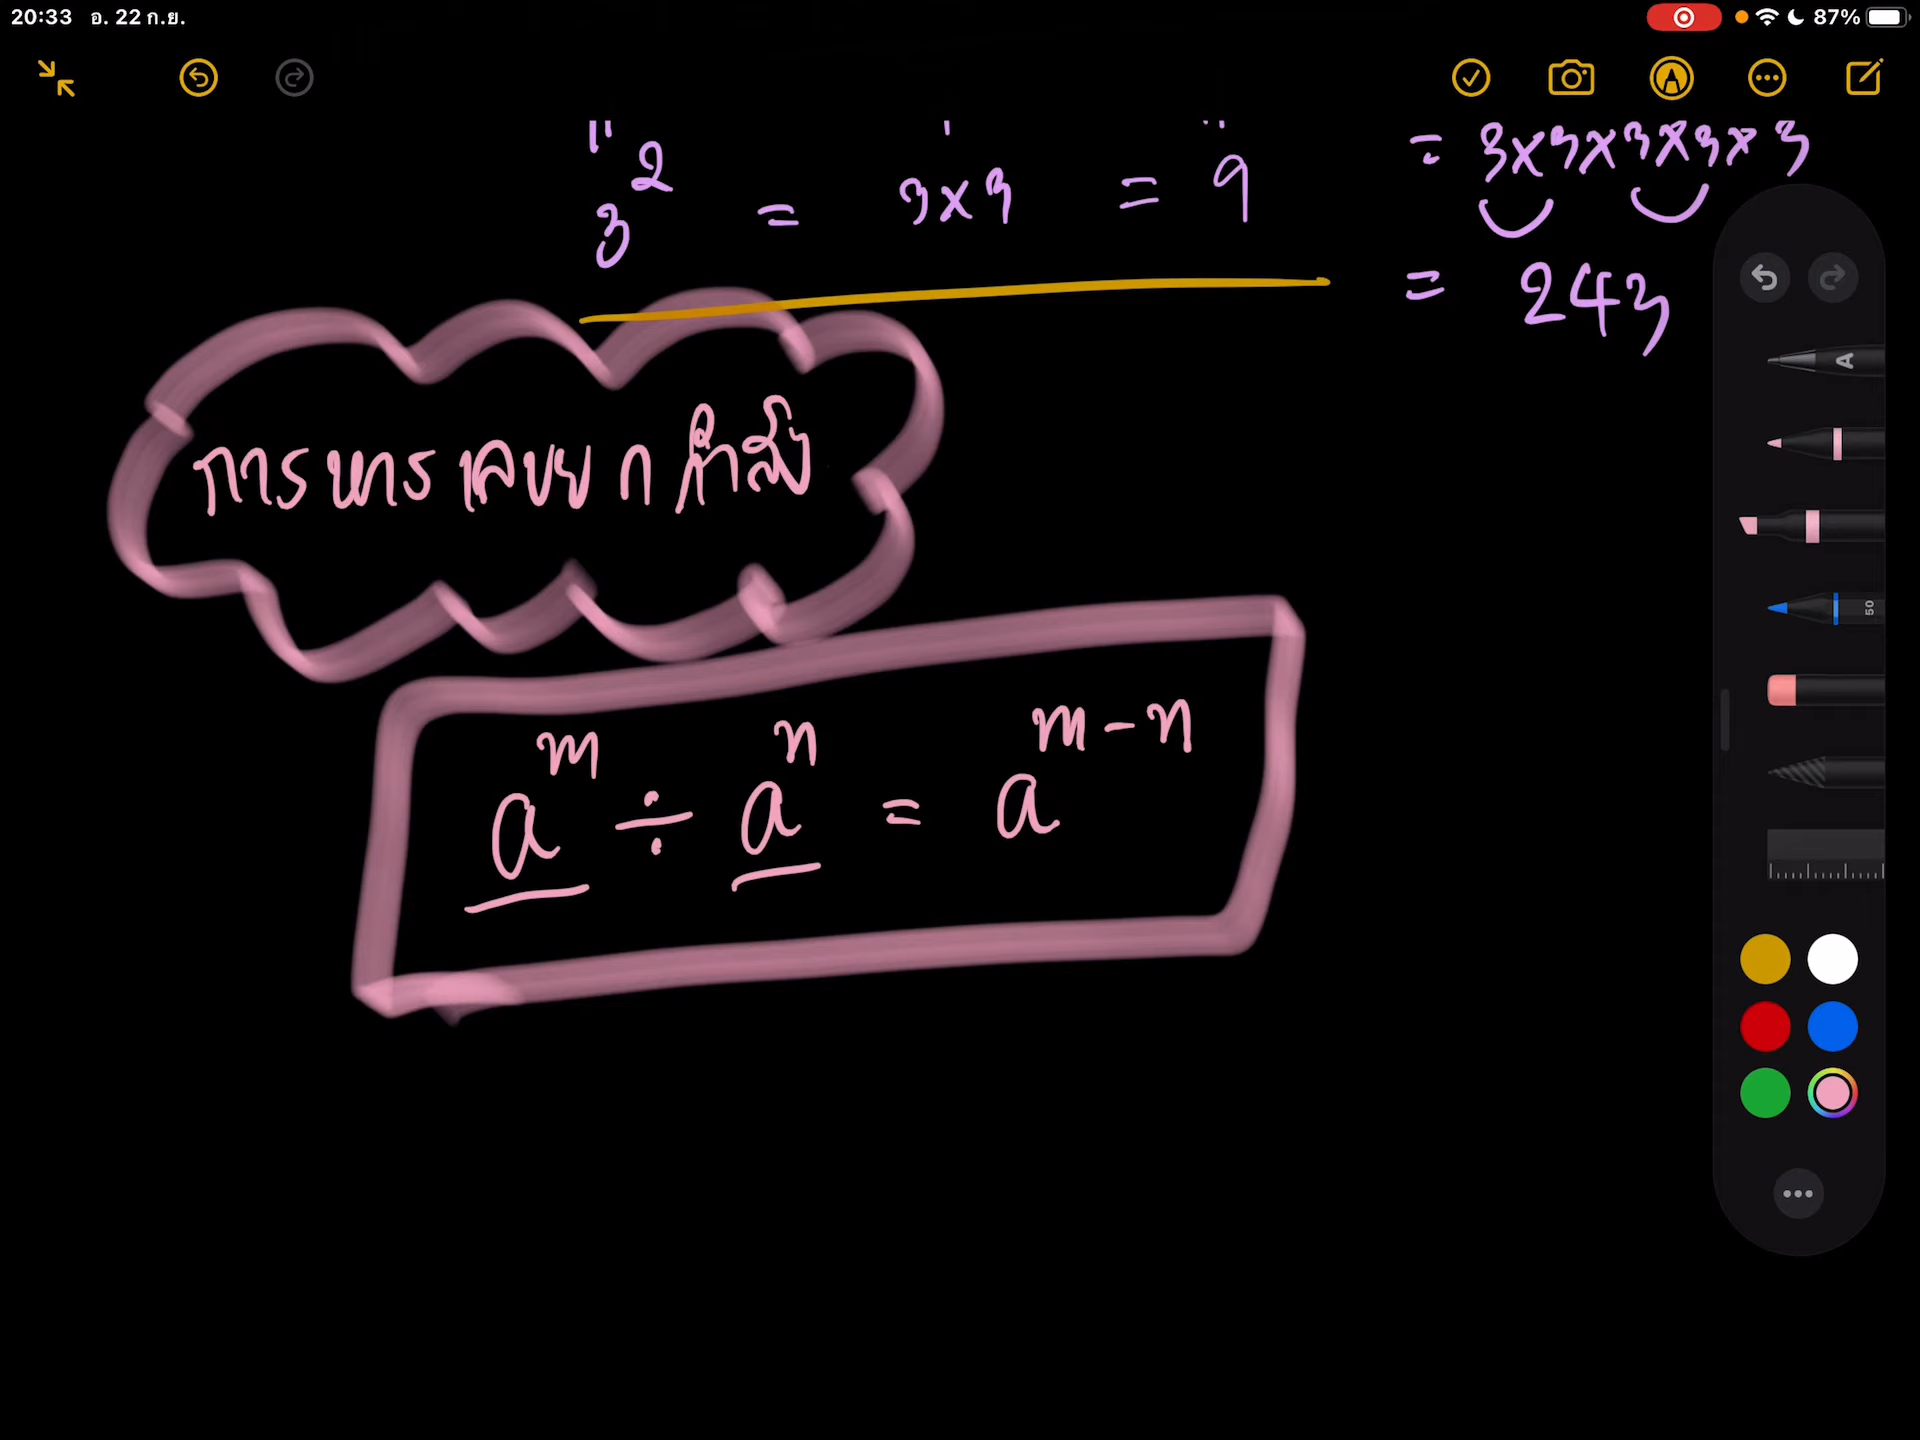 20:33 อ. 22 ก.ย. 87%
3² = 3×3 = 9
= 3×3×3×3×3
= 243
การหารเลขยกกำลัง
aᵐ ÷ aⁿ = aᵐ⁻ⁿ
A
50